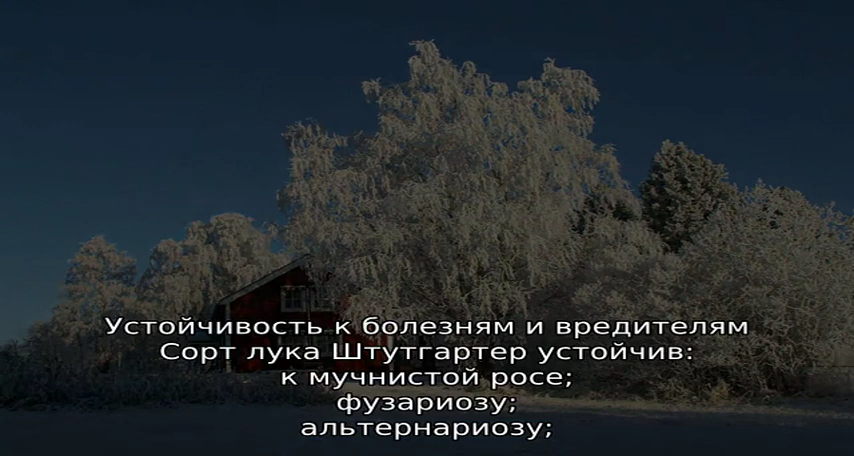 Устойчивость к болезням и вредителям
Сорт лука Штутгартер устойчив:
к мучнистой росе;
фузариозу;
альтернариозу;